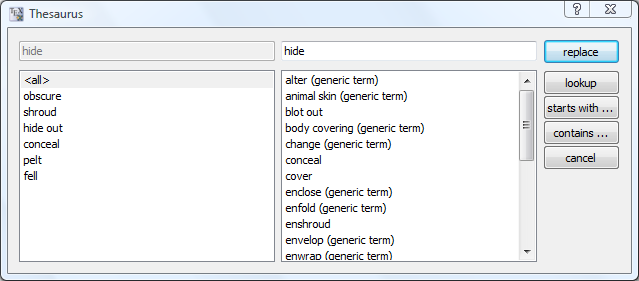 Thesaurus
hide
hide
replace
<all>
obscure
shroud
hide out
conceal
pelt
fell
alter (generic term)
animal skin (generic term)
blot out
body covering (generic term)
change (generic term)
conceal
cover
enclose (generic term)
enfold (generic term)
enshroud
envelop (generic term)
enwrap (generic term)
lookup
starts with ...
contains ...
cancel